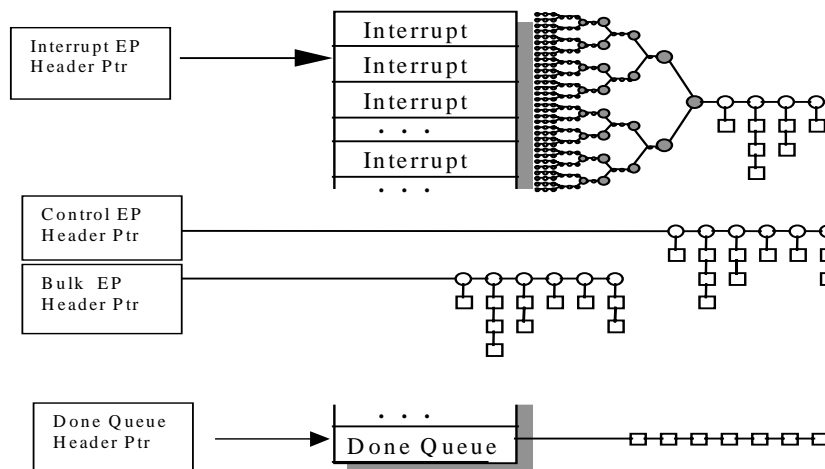 Interrupt EP
Header Ptr
Interrupt
Interrupt
Interrupt
. . .
Interrupt
. . .
Control EP
Header Ptr
Bulk EP
Header Ptr
Done Queue
Header Ptr
. . .
Done Queue